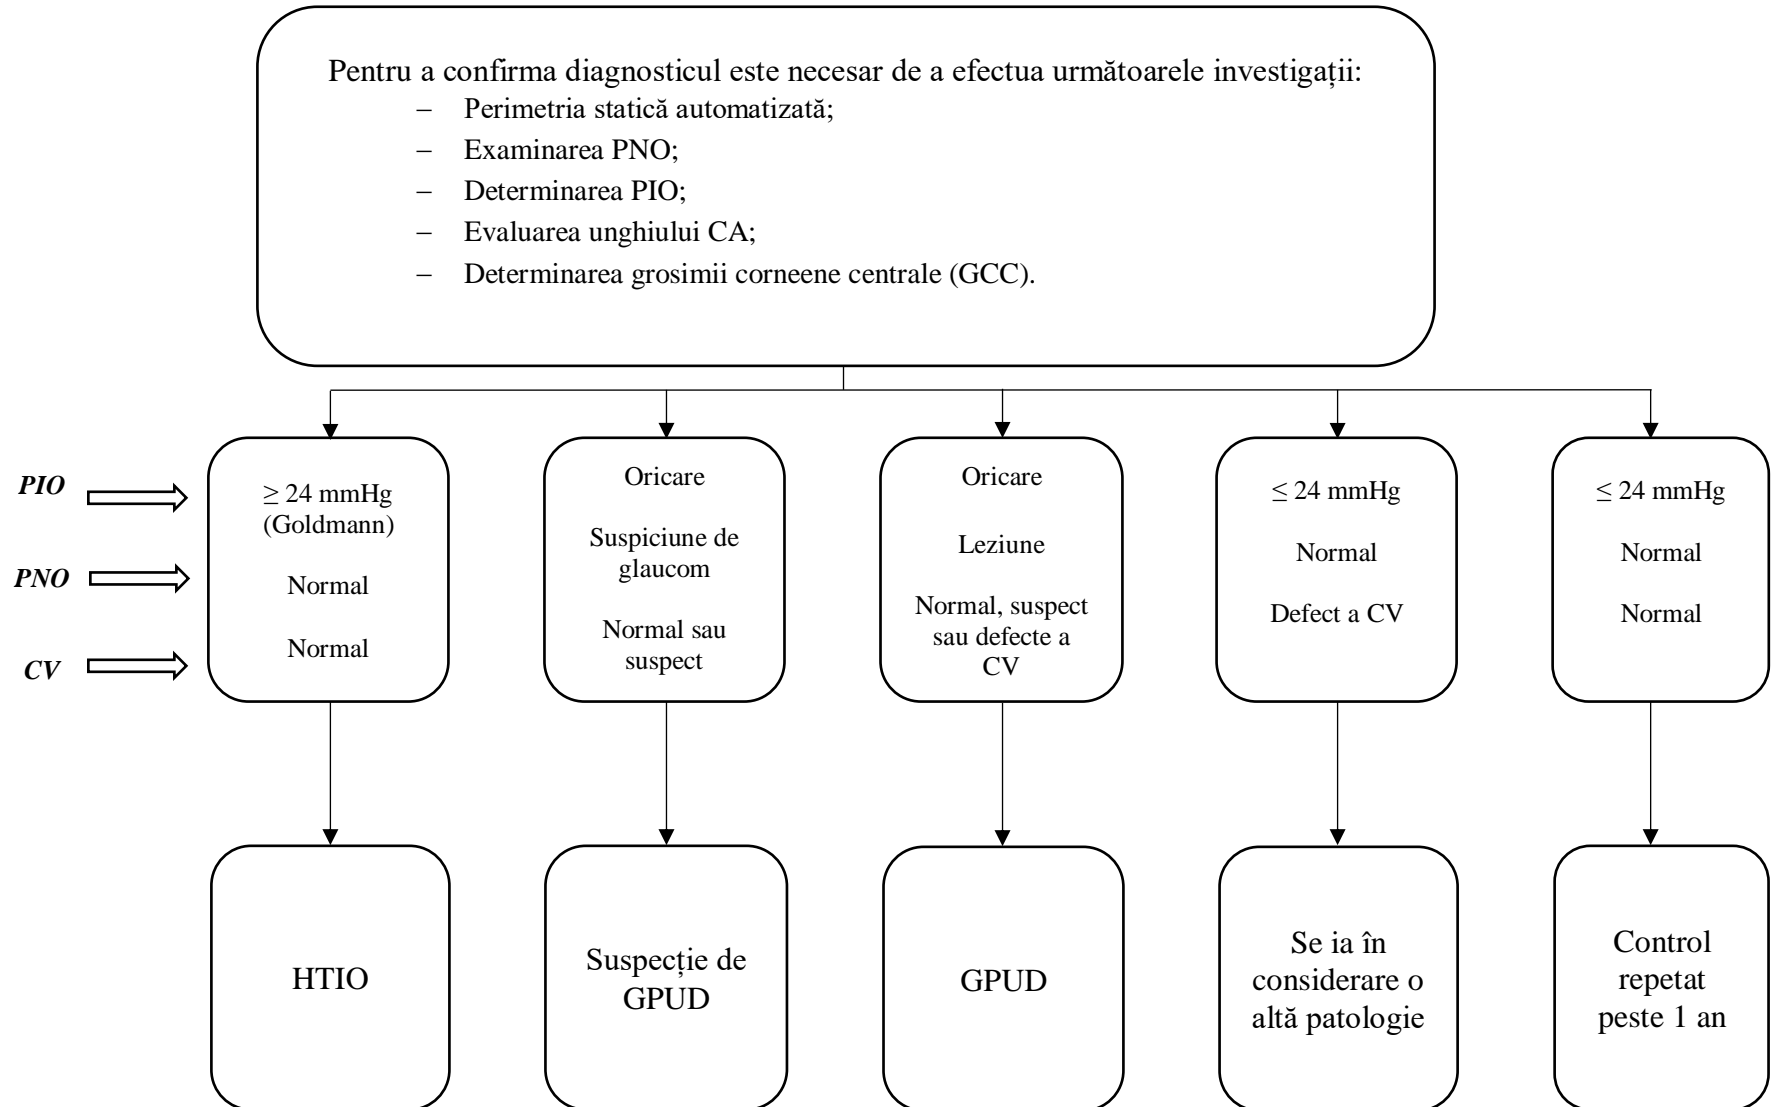 Pentru a confirma diagnosticul este necesar de a efectua următoarele investigații:
– Perimetria statică automatizată;
– Examinarea PNO;
– Determinarea PIO;
– Evaluarea unghiului CA;
– Determinarea grosimii corneene centrale (GCC).
PIO
PNO
CV
≥ 24 mmHg
(Goldmann)
Normal
Normal
Oricare
Suspiciune de
glaucom
Normal sau
suspect
Oricare
Leziune
Normal, suspect
sau defecte a
CV
≤ 24 mmHg
Normal
Defect a CV
≤ 24 mmHg
Normal
Normal
HTIO
Suspecție de
GPUD
GPUD
Se ia în
considerare o
altă patologie
Control
repetat
peste 1 an